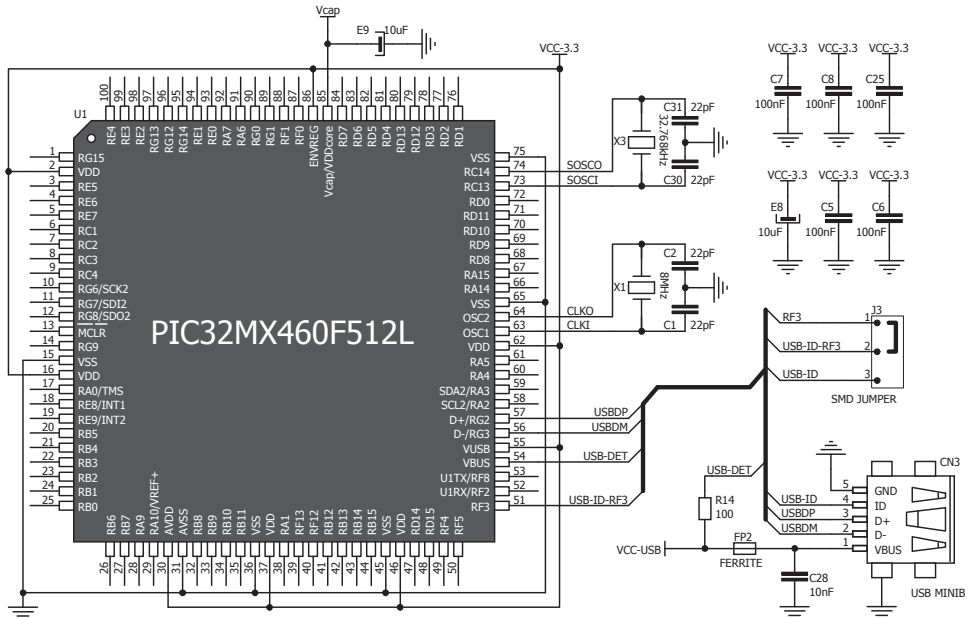 Vcap
E9 10uF
VCC-3.3
U1
PIC32MX460F512L
100 99 98 97 96 95 94 93 92 91 90 89 88 87 86 85 84 83 82 81 80 79 78 77 76
RE4 RE3 RE2 RG13 RG12 RG14 RE1 RE0 RA7 RA6 RG0 RG1 RF1 RF0 ENVREG Vcap/VDDcore RD7 RD6 RD5 RD4 RD13 RD12 RD3 RD2 RD1
1 RG15
2 VDD
3 RE5
4 RE6
5 RE7
6 RC1
7 RC2
8 RC3
9 RC4
10 RG6/SCK2
11 RG7/SDI2
12 RG8/SDO2
13 MCLR
14 RG9
15 VSS
16 VDD
17 RA0/TMS
18 RE8/INT1
19 RE9/INT2
20 RB5
21 RB4
22 RB3
23 RB2
24 RB1
25 RB0
VSS 75
RC14 74 SOSCO
RC13 73 SOSCI
RD0 72
RD11 71
RD10 70
RD9 69
RD8 68
RA15 67
RA14 66
VSS 65
OSC2 64 CLKO
OSC1 63 CLKI
VDD 62
RA5 61
RA4 60
SDA2/RA3 59
SCL2/RA2 58
D+/RG2 57 USBDP
D-/RG3 56 USBDM
VUSB 55
VBUS 54 USB-DET
U1TX/RF8 53
U1RX/RF2 52
RF3 51 USB-ID-RF3
RB6 RB7 RA9 RA10/VREF+ AVDD AVSS RB8 RB9 RB10 RB11 VSS VDD RA1 RF13 RF12 RB12 RB13 RB14 RB15 VSS VDD RD14 RD15 RF4 RF5
26 27 28 29 30 31 32 33 34 35 36 37 38 39 40 41 42 43 44 45 46 47 48 49 50
C31 22pF
X3 32.768kHz
C30 22pF
C2 22pF
X1 8MHz
C1 22pF
VCC-3.3 VCC-3.3 VCC-3.3
C7 C8 C25
100nF 100nF 100nF
VCC-3.3 VCC-3.3 VCC-3.3
E8 C5 C6
10uF 100nF 100nF
J3
RF3 1
USB-ID-RF3 2
USB-ID 3
SMD JUMPER
USB-DET
R14
100
VCC-USB
FP2
FERRITE
C28
10nF
CN3
5 GND
USB-ID 4 ID
USBDP 3 D+
USBDM 2 D-
1 VBUS
USB MINIB